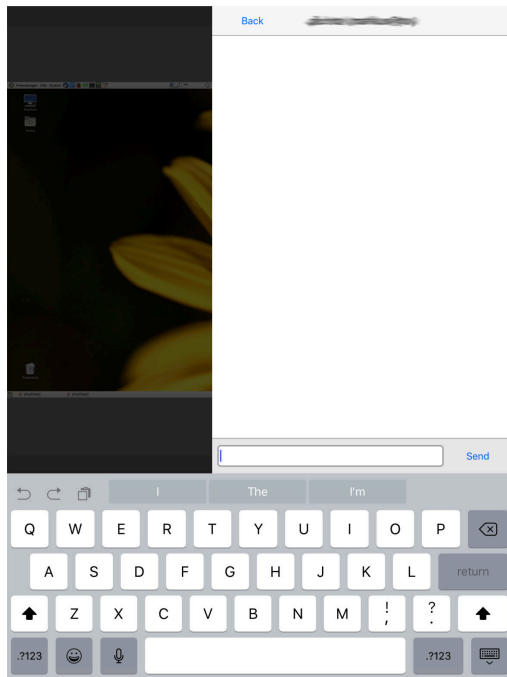 Back
Send
I The I'm
Q W E R T Y U I O P
A S D F G H J K L return
Z X C V B N M ! , ? .
.?123 .?123